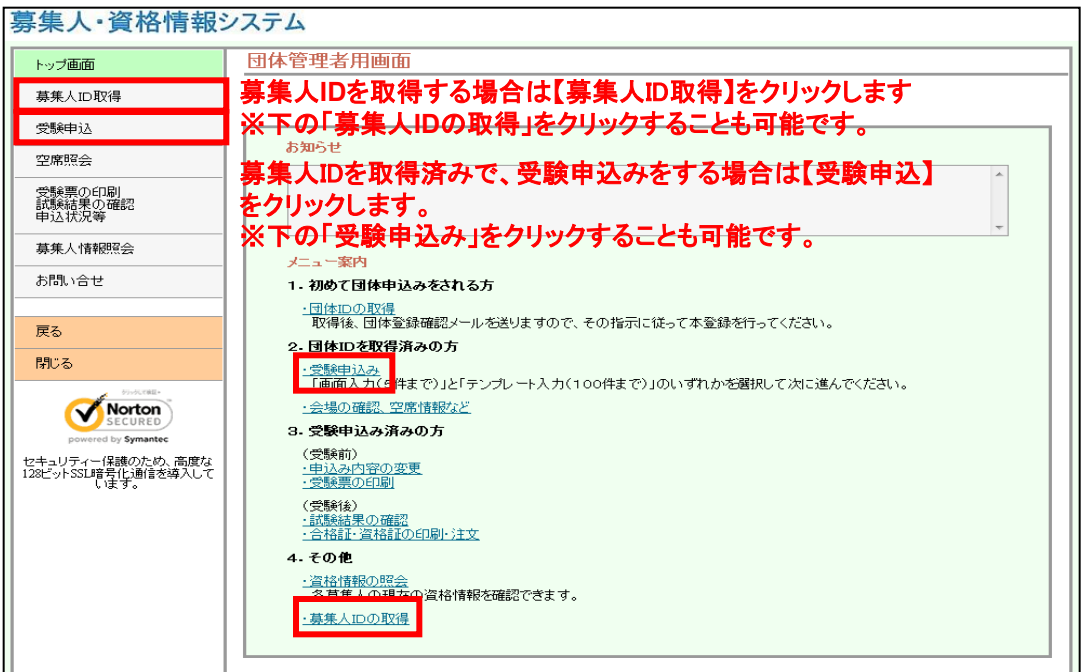 募集人・資格情報システム
トップ画面
募集人ID取得
受験申込
空席照会
受験票の印刷
試験結果の確認
申込状況等
募集人情報照会
お問い合せ
戻る
閉じる
Norton
SECURED
powered by Symantec
セキュリティー保護のため、高度な
128ビットSSL暗号化通信を導入して
います。
団体管理者用画面
募集人IDを取得する場合は【募集人ID取得】をクリックします
※下の「募集人IDの取得」をクリックすることも可能です。
お知らせ
募集人IDを取得済みで、受験申込みをする場合は【受験申込】
をクリックします。
※下の「受験申込み」をクリックすることも可能です。
メニュー案内
1. 初めて団体申込みをされる方
・団体IDの取得
取得後、団体登録確認メールを送りますので、その指示に従って本登録を行ってください。
2. 団体IDを取得済みの方
・受験申込み
「画面入力(5件まで)」と「テンプレート入力(100件まで)」のいずれかを選択して次に進んでください。
・会場の確認、空席情報など
3. 受験申込み済みの方
(受験前)
・申込み内容の変更
・受験票の印刷
(受験後)
・試験結果の確認
・合格証・資格証の印刷・注文
4. その他
・資格情報の照会
各募集人の現在の資格情報を確認できます。
・募集人IDの取得